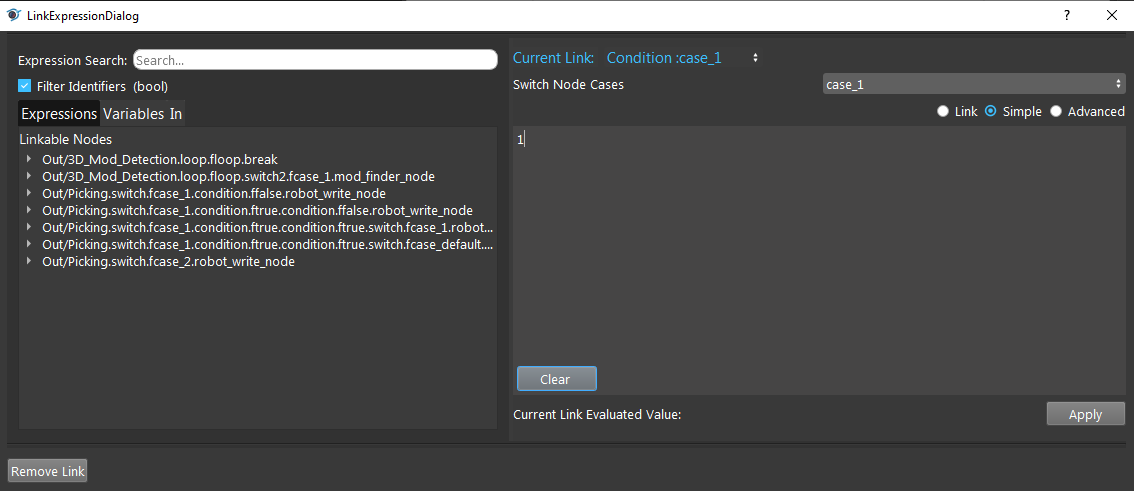 LinkExpressionDialog
?
Expression Search:
Search...
Filter Identifiers (bool)
Expressions
Variables In
Linkable Nodes
Out/3D_Mod_Detection.loop.floop.break
Out/3D_Mod_Detection.loop.floop.switch2.fcase_1.mod_finder_node
Out/Picking.switch.fcase_1.condition.ffalse.robot_write_node
Out/Picking.switch.fcase_1.condition.ftrue.condition.ffalse.robot_write_node
Out/Picking.switch.fcase_1.condition.ftrue.condition.ftrue.switch.fcase_1.robot...
Out/Picking.switch.fcase_1.condition.ftrue.condition.ftrue.switch.fcase_default....
Out/Picking.switch.fcase_2.robot_write_node
Current Link: Condition :case_1
Switch Node Cases
case_1
Link
Simple
Advanced
1
Clear
Current Link Evaluated Value:
Apply
Remove Link